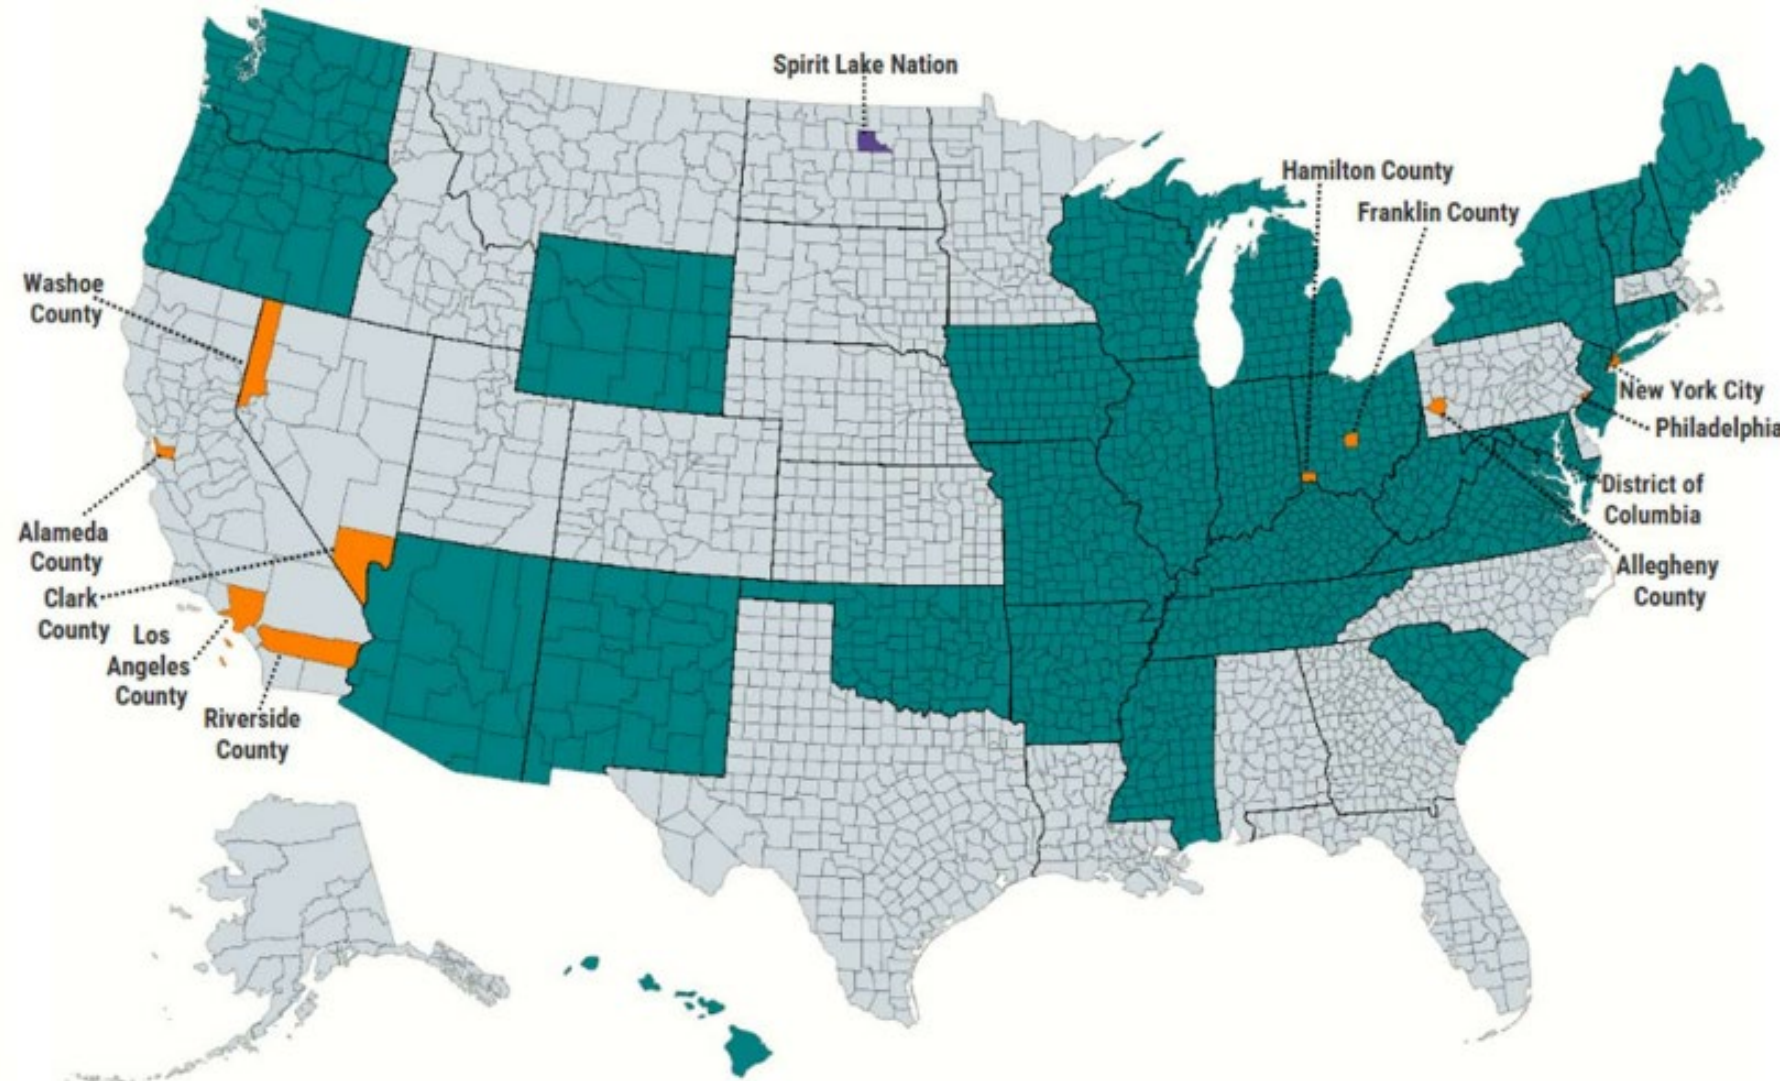 Spirit Lake Nation
Hamilton County
Franklin County
Washoe
County
New York City
Philadelphia
District of
Columbia
Alameda
County
Allegheny
County
Clark
County
Los
Angeles
County
Riverside
County